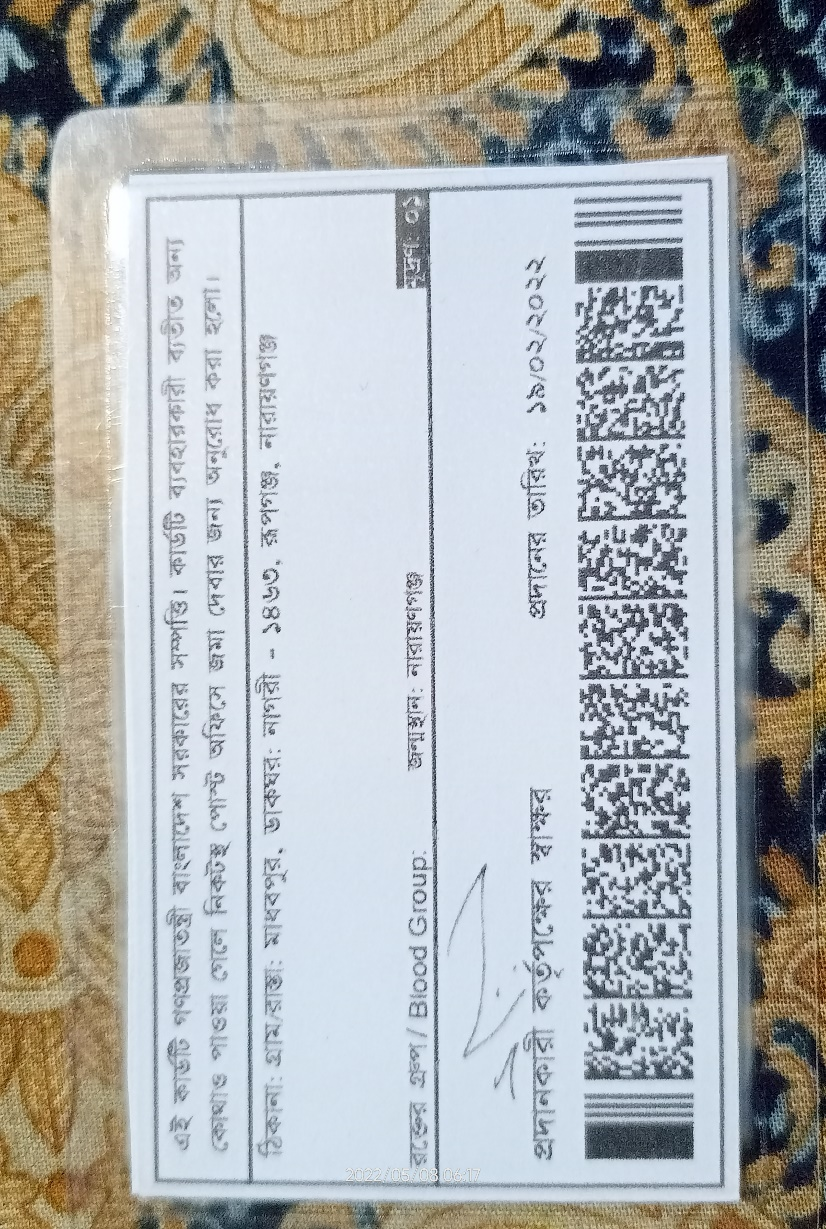 এই কার্ডটি গণপ্রজাতন্ত্রী বাংলাদেশ সরকারের সম্পত্তি। কার্ডটি ব্যবহারকারী ব্যতীত অন্য
কোথাও পাওয়া গেলে নিকটস্থ পোস্ট অফিসে জমা দেবার জন্য অনুরোধ করা হলো।
ঠিকানা: গ্রাম/রাস্তা: মাধবপুর, ডাকঘর: নগরী - ১৪৬৩, রূপগঞ্জ, নারায়ণগঞ্জ
রক্তের গ্রুপ / Blood Group: জন্মস্থান: নারায়ণগঞ্জ মুদ্রণ: ০১
প্রদানকারী কর্তৃপক্ষের স্বাক্ষর প্রদানের তারিখ: ১৯/০২/২০২২
2022/05/08 06:17